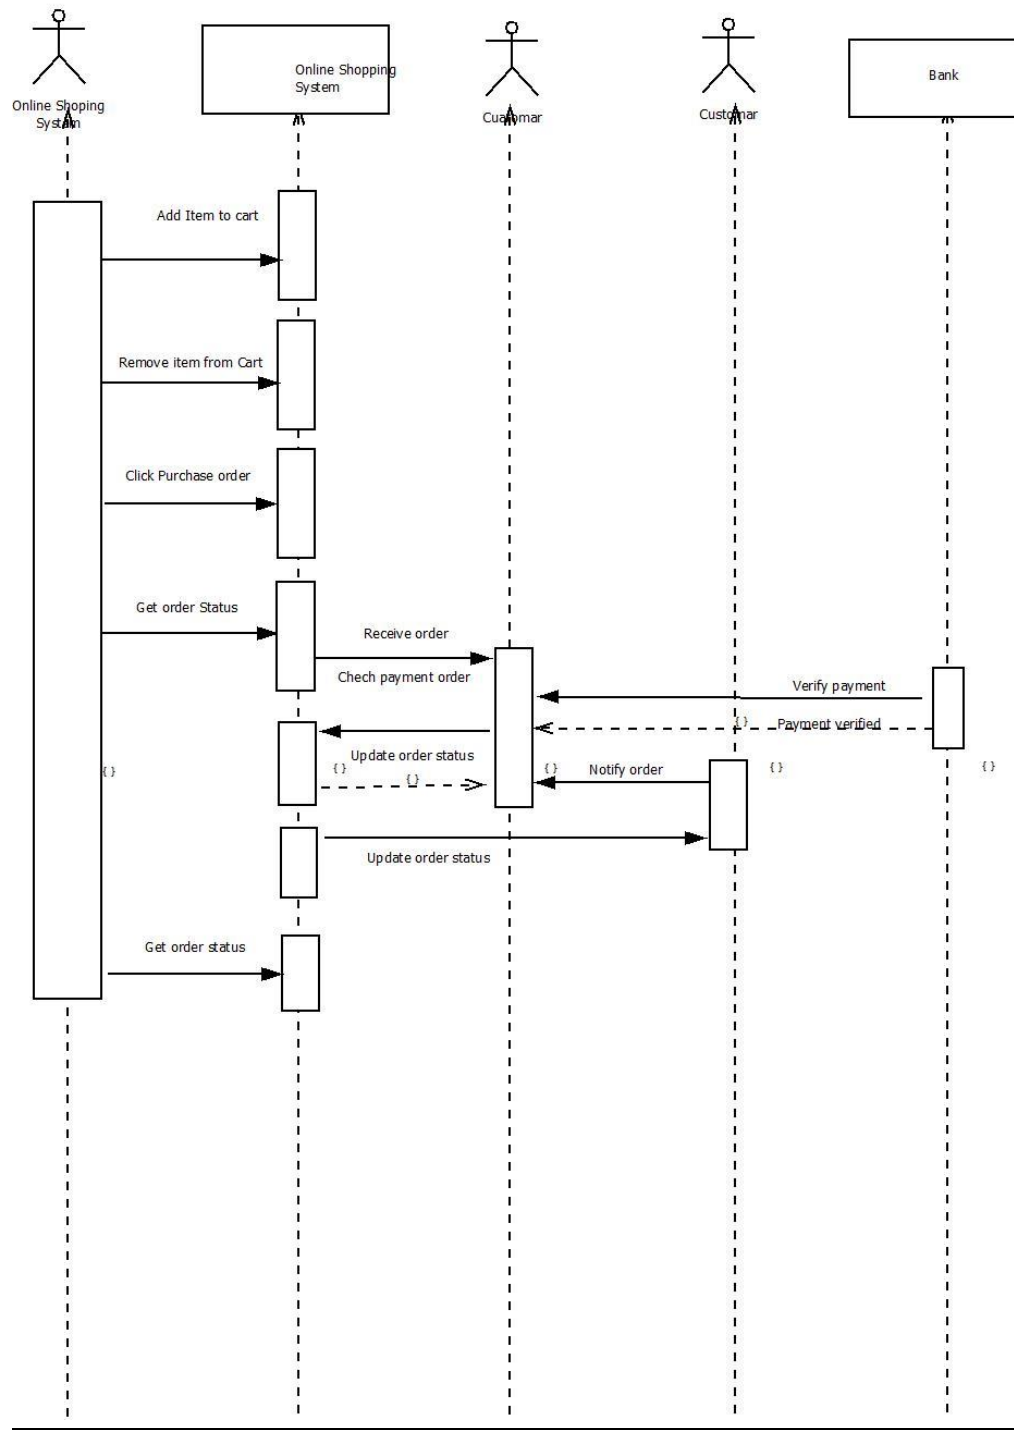 Online Shopping
System
Bank
Online Shoping
System
Cuatomar
Customar
Add Item to cart
Remove item from Cart
Click Purchase order
Get order Status
Receive order
Chech payment order
Verify payment
{ }
Payment verified
Update order status
{ }
{ }
{ }
{ }
Notify order
{ }
{ }
Update order status
Get order status